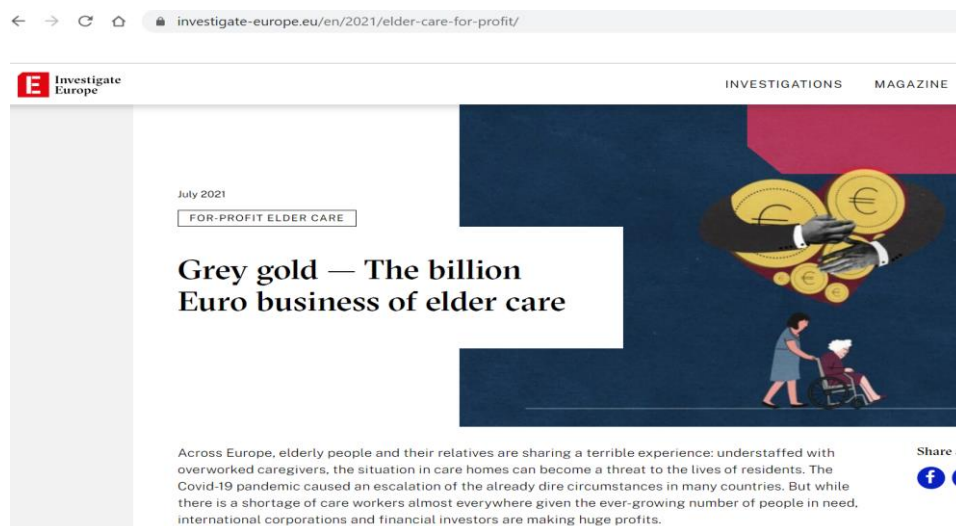 investigate-europe.eu/en/2021/elder-care-for-profit/
Investigate
Europe
INVESTIGATIONS MAGAZINE
July 2021
FOR-PROFIT ELDER CARE
Grey gold — The billion
Euro business of elder care
Across Europe, elderly people and their relatives are sharing a terrible experience: understaffed with
overworked caregivers, the situation in care homes can become a threat to the lives of residents. The
Covid-19 pandemic caused an escalation of the already dire circumstances in many countries. But while
there is a shortage of care workers almost everywhere given the ever-growing number of people in need,
international corporations and financial investors are making huge profits.
Share